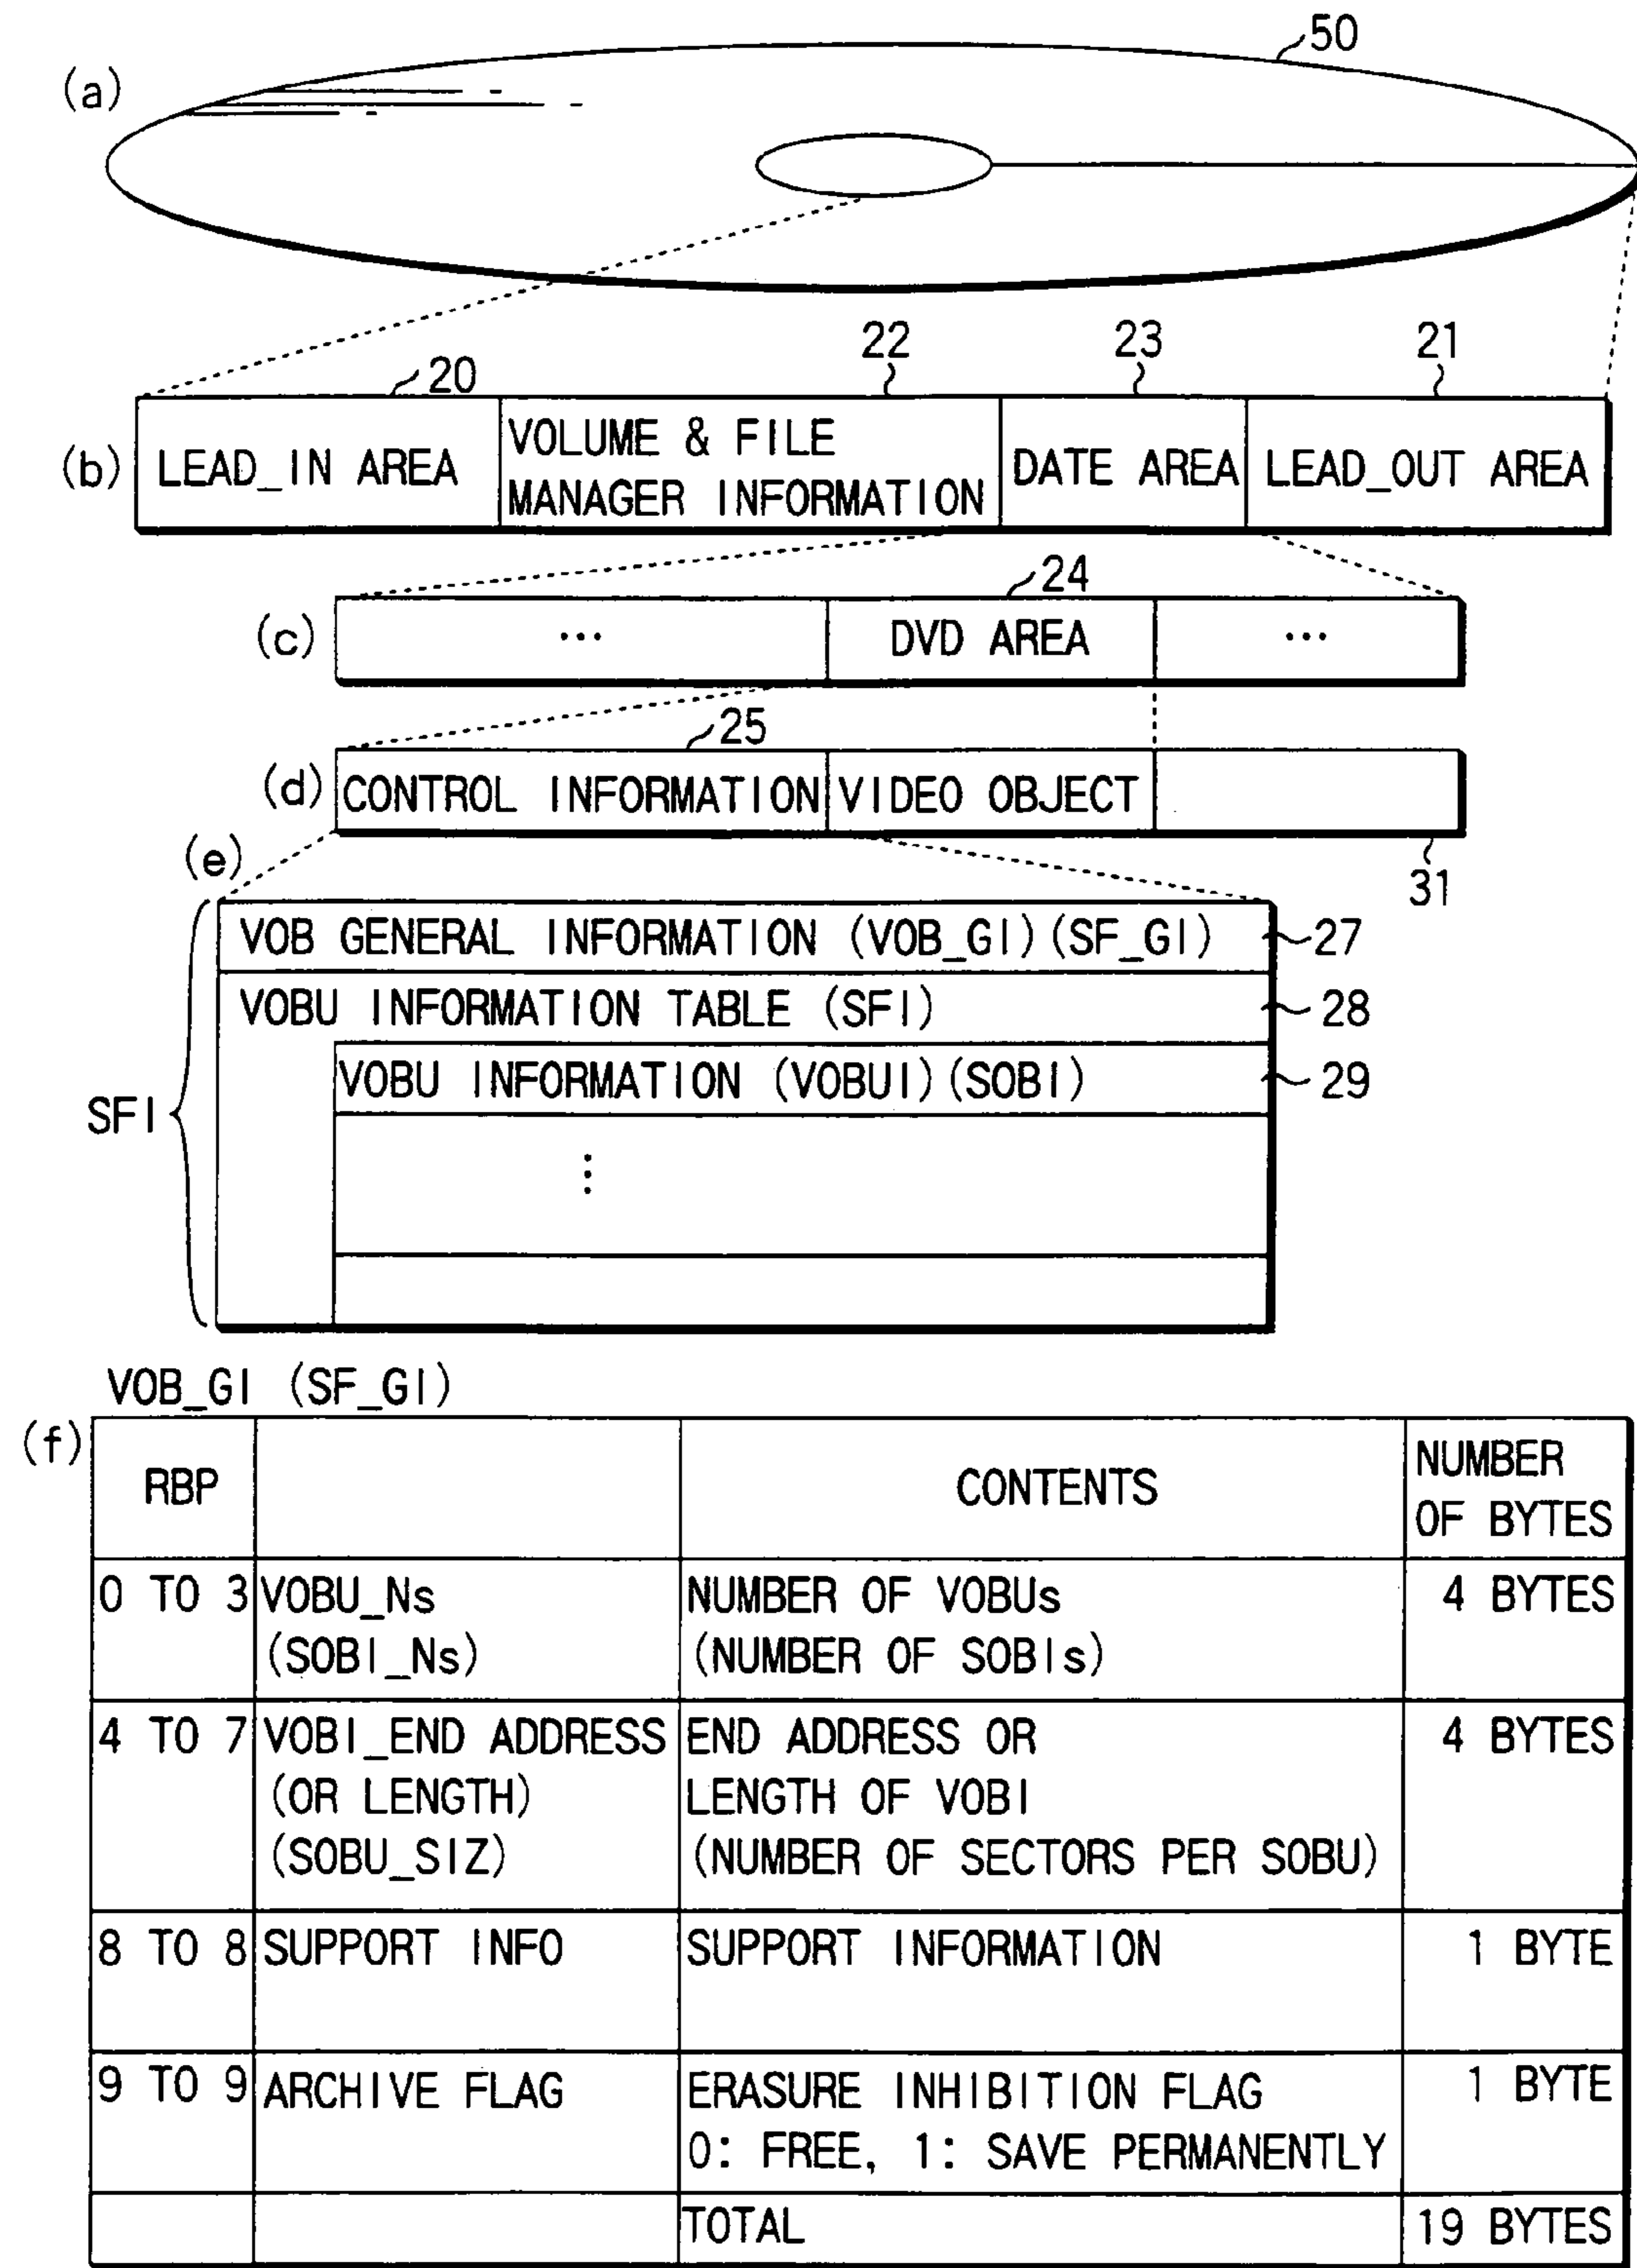 50
(a)
22
23
21
20
(b)
LEAD_IN AREA
VOLUME & FILE
MANAGER INFORMATION
DATE AREA
LEAD_OUT AREA
24
(c)
...
DVD AREA
...
25
(d)
CONTROL INFORMATION
VIDEO OBJECT
(e)
31
VOB GENERAL INFORMATION (VOB_GI)(SF_GI)
27
VOBU INFORMATION TABLE (SFI)
28
VOBU INFORMATION (VOBUI)(SOBI)
29
SFI
⋮
VOB_GI (SF_GI)
(f)
RBP
CONTENTS
NUMBER
OF BYTES
0 TO 3
VOBU_Ns
(SOBI_Ns)
NUMBER OF VOBUs
(NUMBER OF SOBIs)
4 BYTES
4 TO 7
VOBI_END ADDRESS
(OR LENGTH)
(SOBU_SIZ)
END ADDRESS OR
LENGTH OF VOBI
(NUMBER OF SECTORS PER SOBU)
4 BYTES
8 TO 8
SUPPORT INFO
SUPPORT INFORMATION
1 BYTE
9 TO 9
ARCHIVE FLAG
ERASURE INHIBITION FLAG
0: FREE, 1: SAVE PERMANENTLY
1 BYTE
TOTAL
19 BYTES